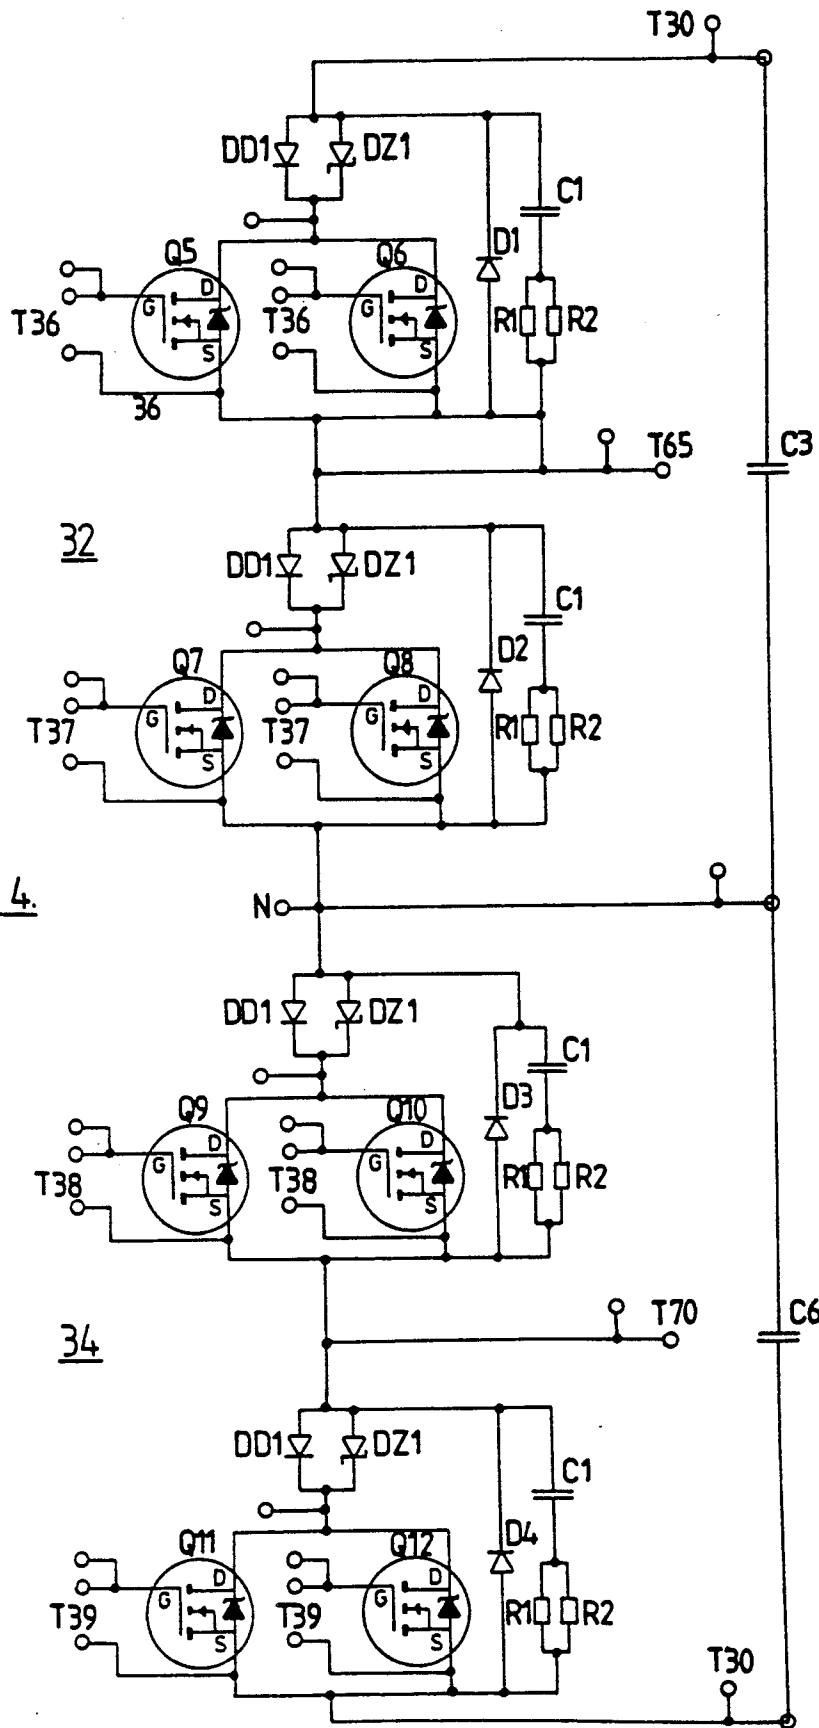 T30
DD1 DZ1 C1
Q5 Q6 D1
D D
G G
T36 T36 R1 R2
S S
36
T65 C3
32
DD1 DZ1 C1
Q7 Q8 D2
D D
G G
T37 T37 R1 R2
S S
4.
N
DD1 DZ1 C1
Q9 Q10 D3
D D
G G
T38 T38 R1 R2
S S
T70 C6
34
DD1 DZ1 C1
Q11 Q12 D4
D D
G G
T39 T39 R1 R2
S S
T30